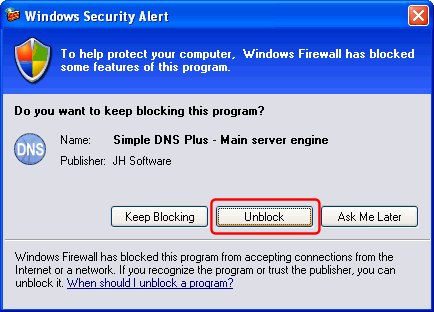 Windows Security Alert
To help protect your computer, Windows Firewall has blocked
some features of this program.
Do you want to keep blocking this program?
DNS
Name: Simple DNS Plus - Main server engine
Publisher: JH Software
Keep Blocking Unblock Ask Me Later
Windows Firewall has blocked this program from accepting connections from the
Internet or a network. If you recognize the program or trust the publisher, you can
unblock it. When should I unblock a program?